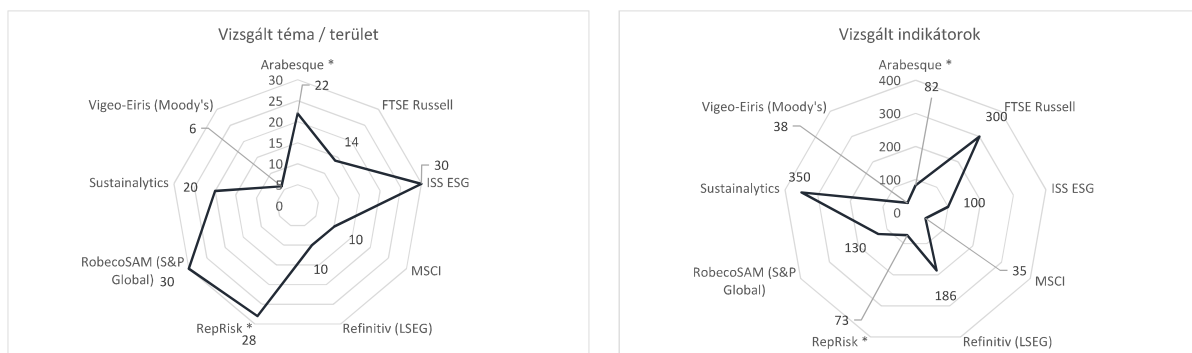 Vizsgált téma / terület
Arabesque *
30
22
25
Vigeo-Eiris (Moody's)
FTSE Russell
20
6
15
14
10
30
Sustainalytics
20
5
ISS ESG
0
10
RobecoSAM (S&P
Global)
30
10
MSCI
RepRisk *
28
Refinitiv (LSEG)
Vizsgált indikátorok
Arabesque *
400
82
Vigeo-Eiris (Moody's)
300
300
FTSE Russell
38
200
350
100
Sustainalytics
ISS ESG
100
0
130
RobecoSAM (S&P
Global)
35
MSCI
186
73
RepRisk *
Refinitiv (LSEG)